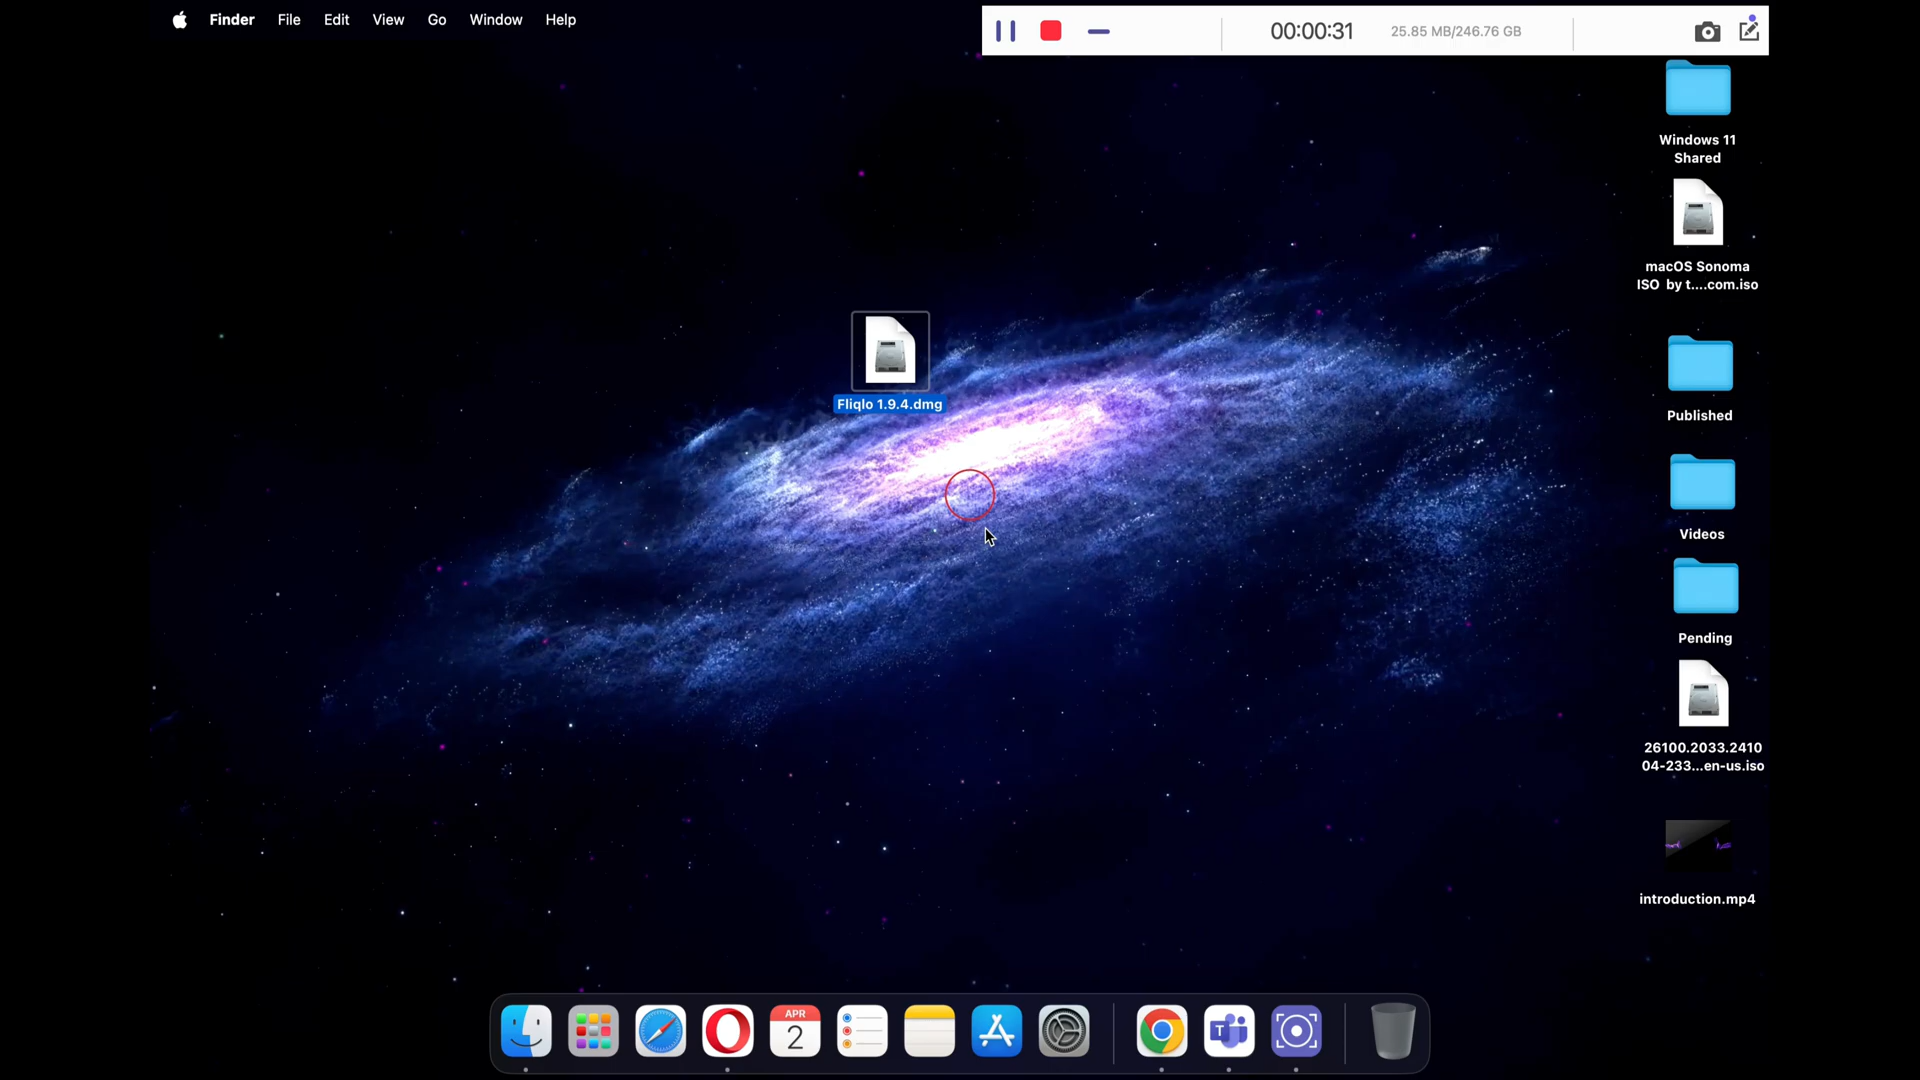 Finder File Edit View Go Window Help
00:00:31 25.85 MB/246.76 GB
Windows 11
Shared
macOS Sonoma
ISO by t....com.iso
Fliqlo 1.9.4.dmg
Published
Videos
Pending
26100.2033.2410
04-233...en-us.iso
introduction.mp4
APR
2